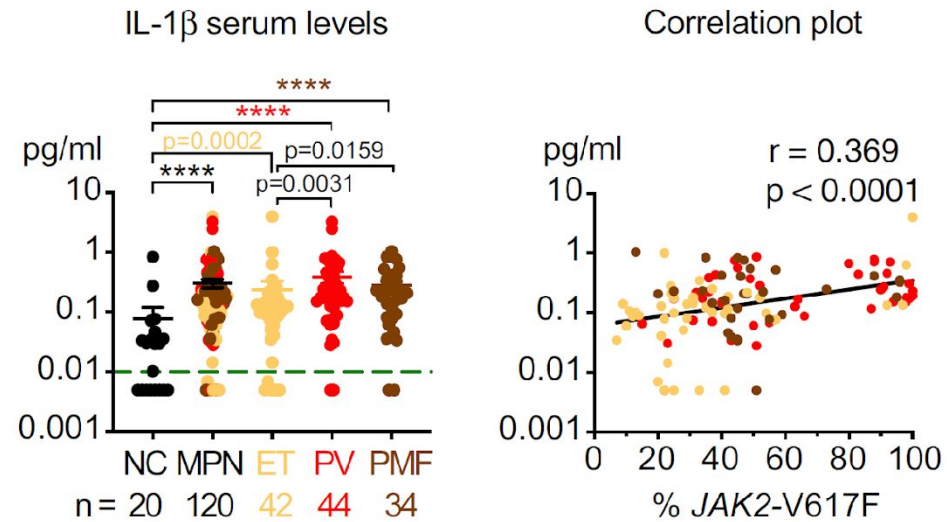 IL-1β serum levels
****
****
p=0.0002
p=0.0159
****
p=0.0031
pg/ml
10
1
0.1
0.01
0.001
NC MPN ET PV PMF
n = 20 120 42 44 34
Correlation plot
pg/ml
r = 0.369
p < 0.0001
10
1
0.1
0.01
0.001
0 20 40 60 80 100
% JAK2-V617F